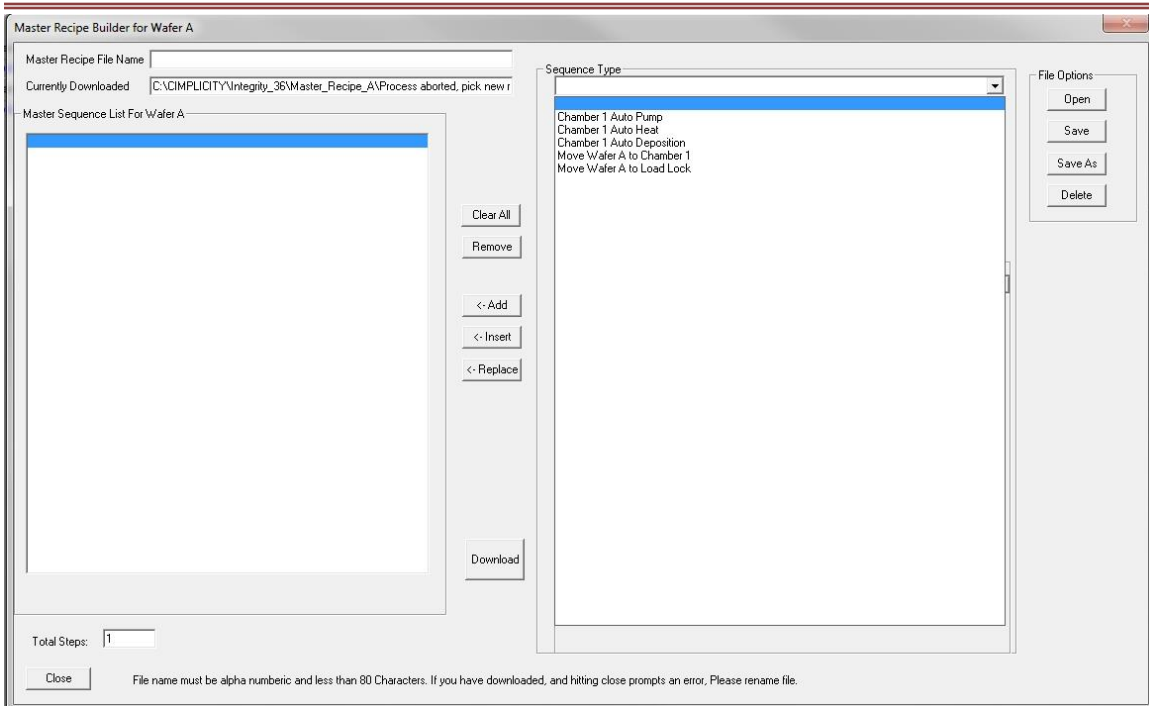 Master Recipe Builder for Wafer A
Master Recipe File Name
Currently Downloaded C:\CIMPLICITY\Integrity_36\Master_Recipe_A\Process aborted, pick new r
Master Sequence List For Wafer A
Clear All
Remove
<- Add
<- Insert
<- Replace
Download
Total Steps: 1
Close
File name must be alpha numberic and less than 80 Characters. If you have downloaded, and hitting close prompts an error, Please rename file.
Sequence Type
Chamber 1 Auto Pump
Chamber 1 Auto Heat
Chamber 1 Auto Deposition
Move Wafer A to Chamber 1
Move Wafer A to Load Lock
File Options
Open
Save
Save As
Delete